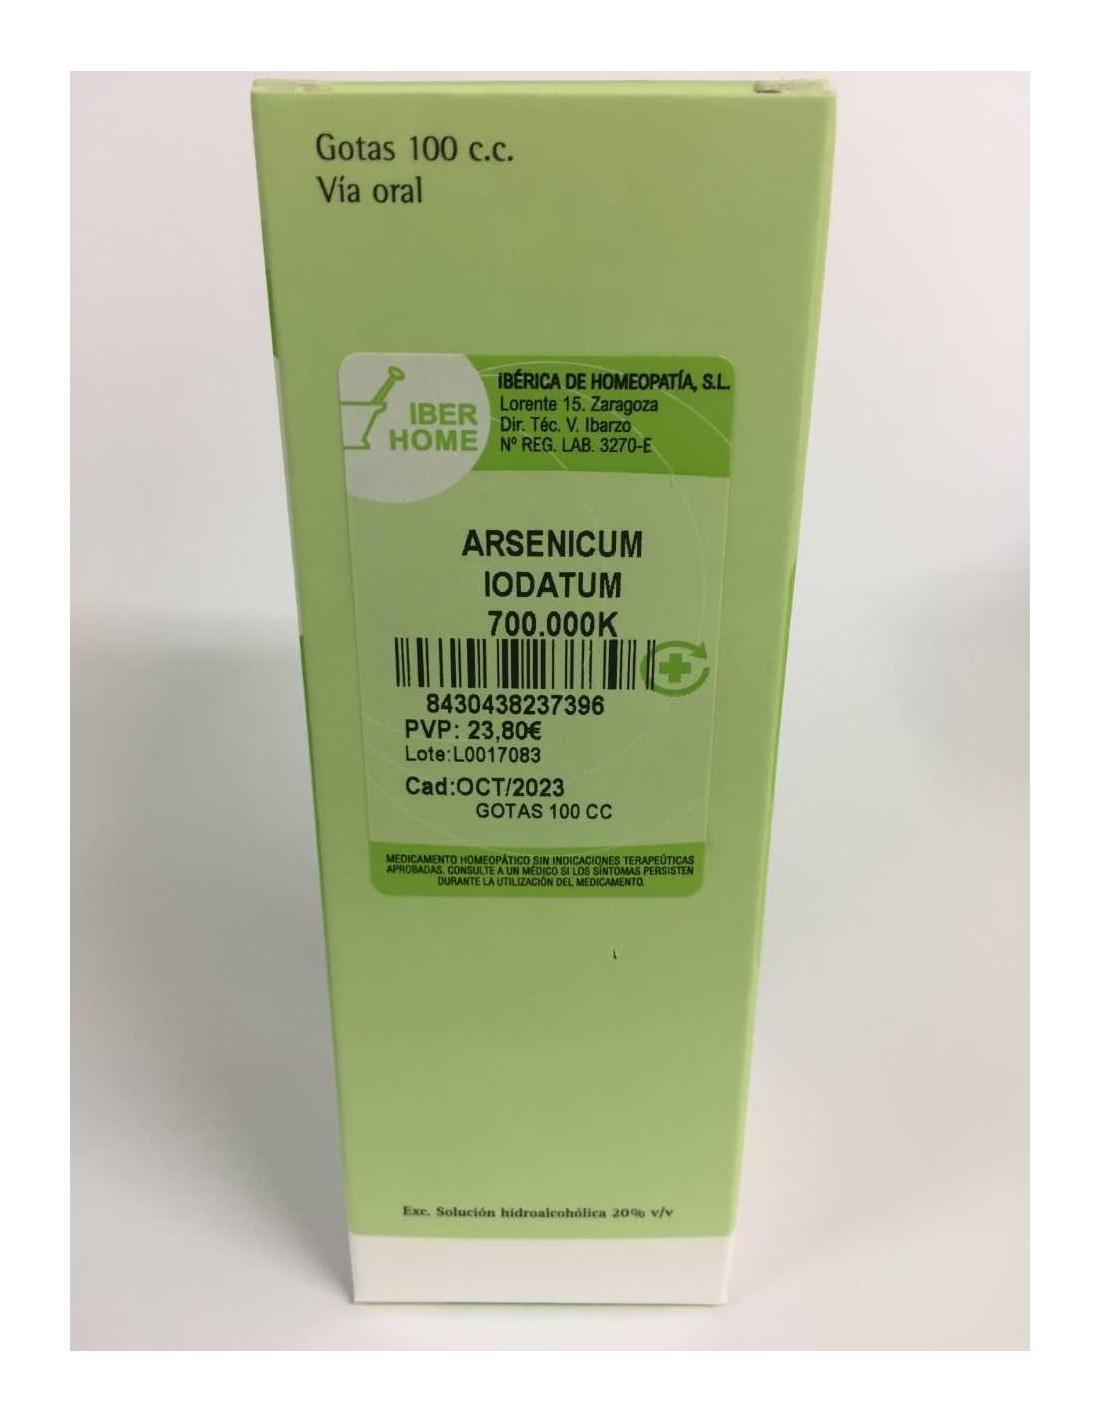 Gotas 100 c.c.
Vía oral
IBER
HOME
IBÉRICA DE HOMEOPATÍA, S.L.
Lorente 15. Zaragoza
Dir. Téc. V. Ibarzo
Nº REG. LAB. 3270-E
ARSENICUM
IODATUM
700.000K
8430438237396
PVP: 23,80€
Lote:L0017083
Cad:OCT/2023
GOTAS 100 CC
MEDICAMENTO HOMEOPÁTICO SIN INDICACIONES TERAPEÚTICAS
APROBADAS. CONSULTE A UN MÉDICO SI LOS SÍNTOMAS PERSISTEN
DURANTE LA UTILIZACIÓN DEL MEDICAMENTO.
Exc. Solución hidroalcohólica 20% v/v